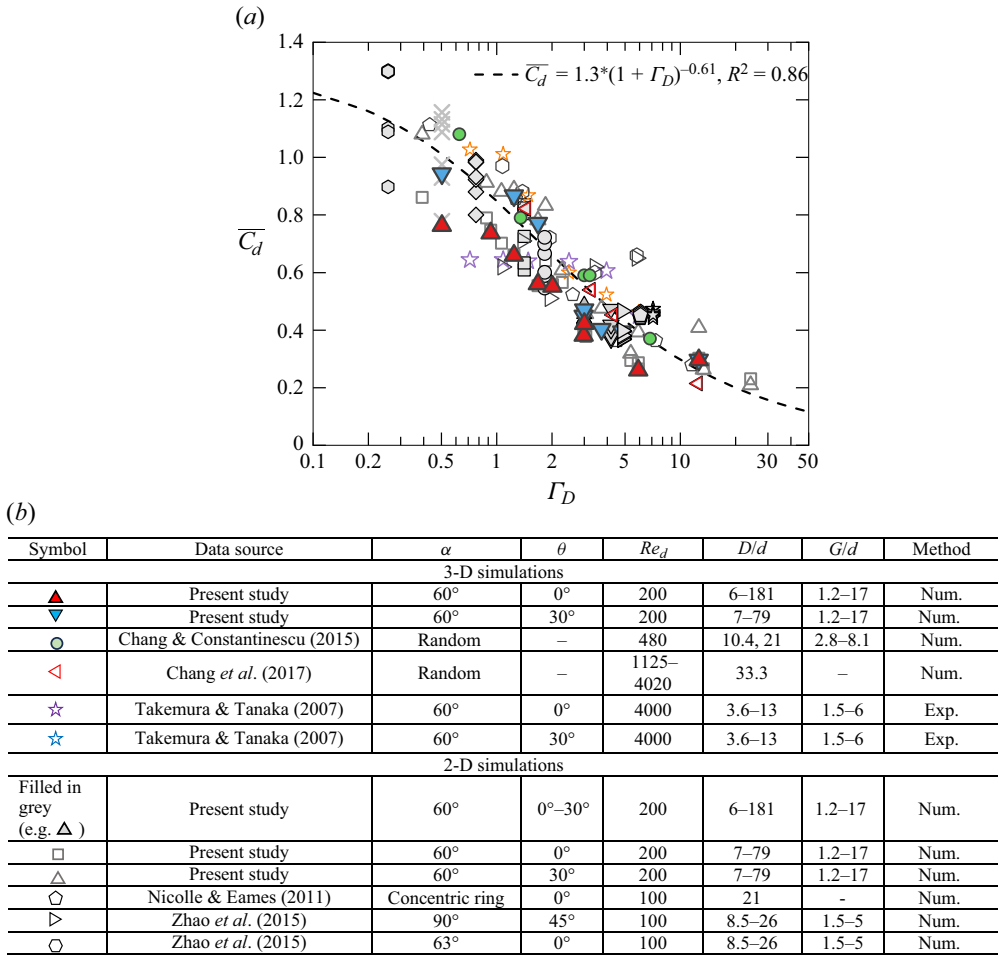 (a)
1.4
1.2
1.0
0.8
0.6
0.4
0.2
0
C̅d̅
C̅d̅ = 1.3*(1 + Γ_D)^–0.61, R² = 0.86
0.1 0.5 1 2 5 10 50
Γ_D
(b)
Symbol Data source α θ Re_d D/d G/d Method
3-D simulations
Present study 60° 0° 200 6–181 1.2–17 Num.
Present study 60° 30° 200 7–79 1.2–17 Num.
Chang & Constantinescu (2015) Random – 480 10.4, 21 2.8–8.1 Num.
Chang et al. (2017) Random – 1125–4020 33.3 – Num.
Takemura & Tanaka (2007) 60° 0° 4000 3.6–13 1.5–6 Exp.
Takemura & Tanaka (2007) 60° 30° 4000 3.6–13 1.5–6 Exp.
2-D simulations
Filled in grey (e.g. ) Present study 60° 0°–30° 200 6–181 1.2–17 Num.
Present study 60° 0° 200 7–79 1.2–17 Num.
Present study 60° 30° 200 7–79 1.2–17 Num.
Nicolle & Eames (2011) Concentric ring 0° 100 21 - Num.
Zhao et al. (2015) 90° 45° 100 8.5–26 1.5–5 Num.
Zhao et al. (2015) 63° 0° 100 8.5–26 1.5–5 Num.